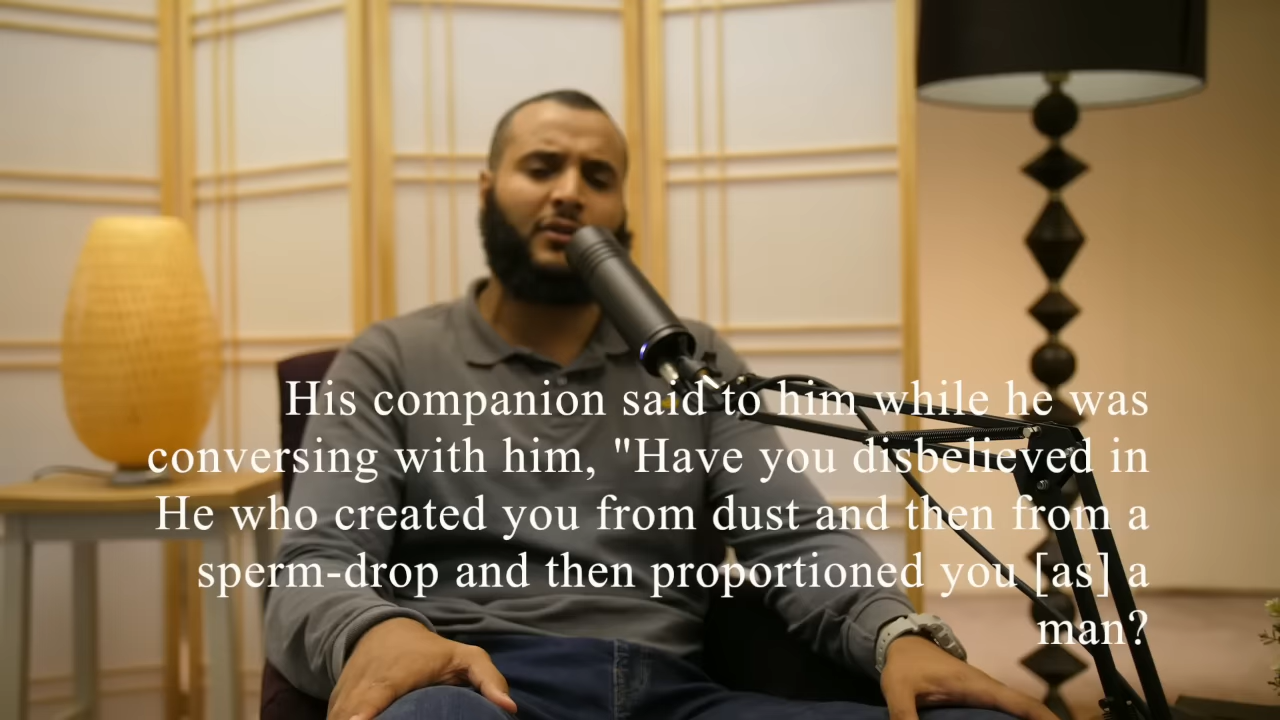 His companion said to him while he was
conversing with him, "Have you disbelieved in
He who created you from dust and then from a
sperm-drop and then proportioned you [as] a
man?